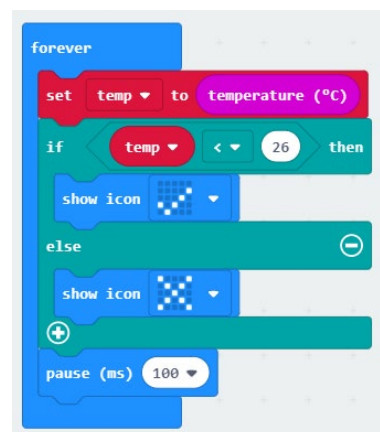 forever
set temp to temperature (°C)
if temp < 26 then
show icon
else
show icon
pause (ms) 100